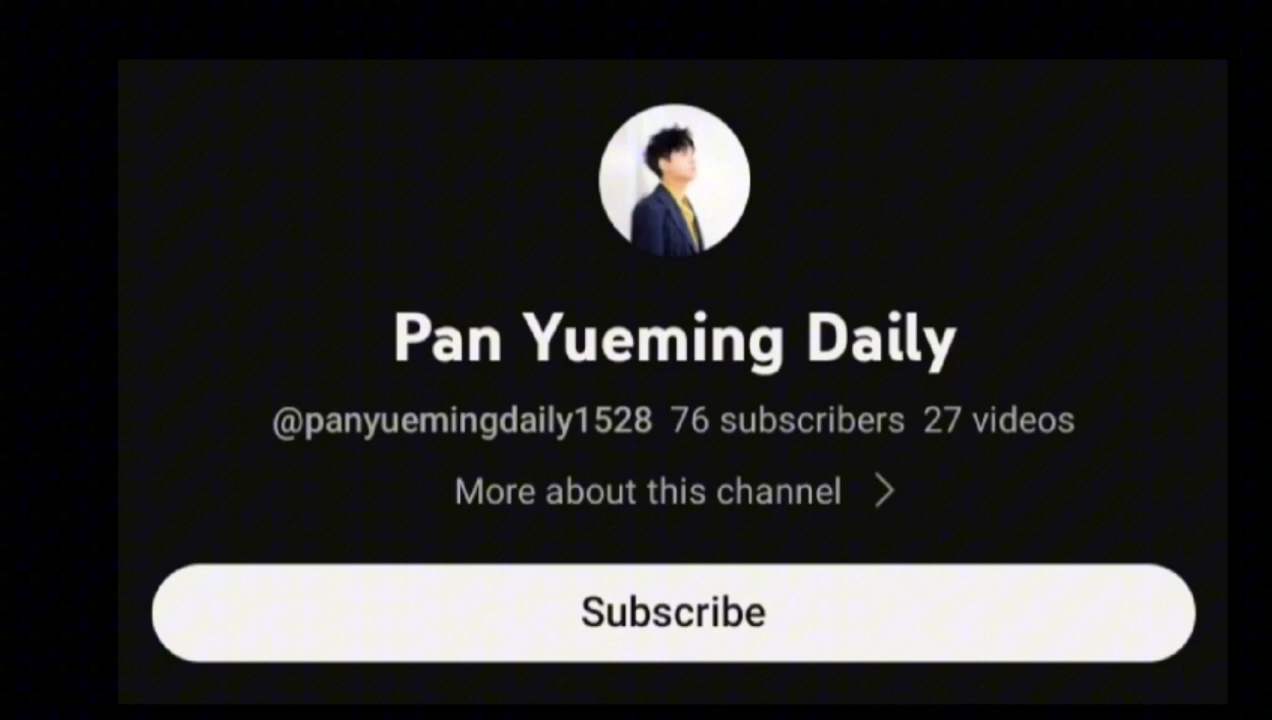 Pan Yueming Daily
@panyuemingdaily1528 76 subscribers 27 videos
More about this channel
Subscribe